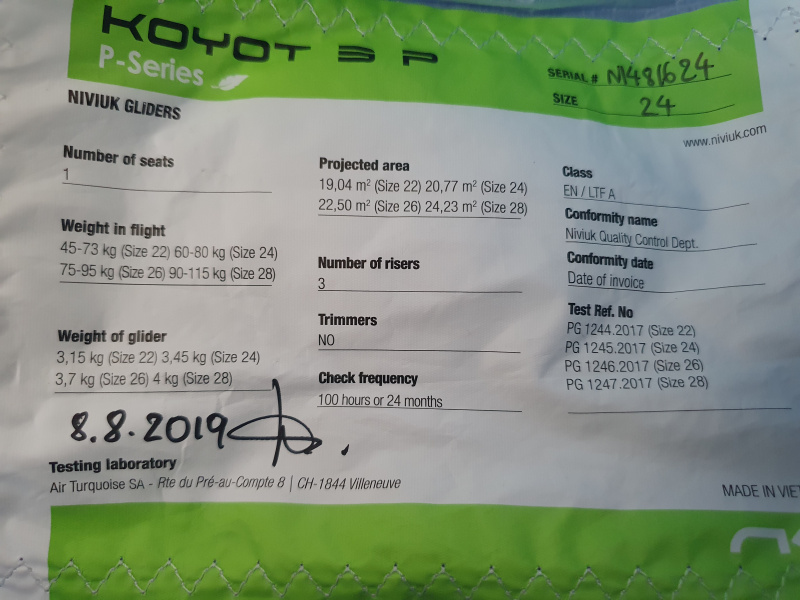 KOYOT 3 P
P-Series
SERIAL # N1481624
SIZE 24
NIVIUK GLIDERS
www.niviuk.com
Number of seats
1
Weight in flight
45-73 kg (Size 22) 60-80 kg (Size 24)
75-95 kg (Size 26) 90-115 kg (Size 28)
Weight of glider
3,15 kg (Size 22) 3,45 kg (Size 24)
3,7 kg (Size 26) 4 kg (Size 28)
8.8.2019
Projected area
19,04 m² (Size 22) 20,77 m² (Size 24)
22,50 m² (Size 26) 24,23 m² (Size 28)
Number of risers
3
Trimmers
NO
Check frequency
100 hours or 24 months
Class
EN / LTF A
Conformity name
Niviuk Quality Control Dept.
Conformity date
Date of invoice
Test Ref. No
PG 1244.2017 (Size 22)
PG 1245.2017 (Size 24)
PG 1246.2017 (Size 26)
PG 1247.2017 (Size 28)
Testing laboratory
Air Turquoise SA - Rte du Pré-au-Compte 8 | CH-1844 Villeneuve
MADE IN VIET